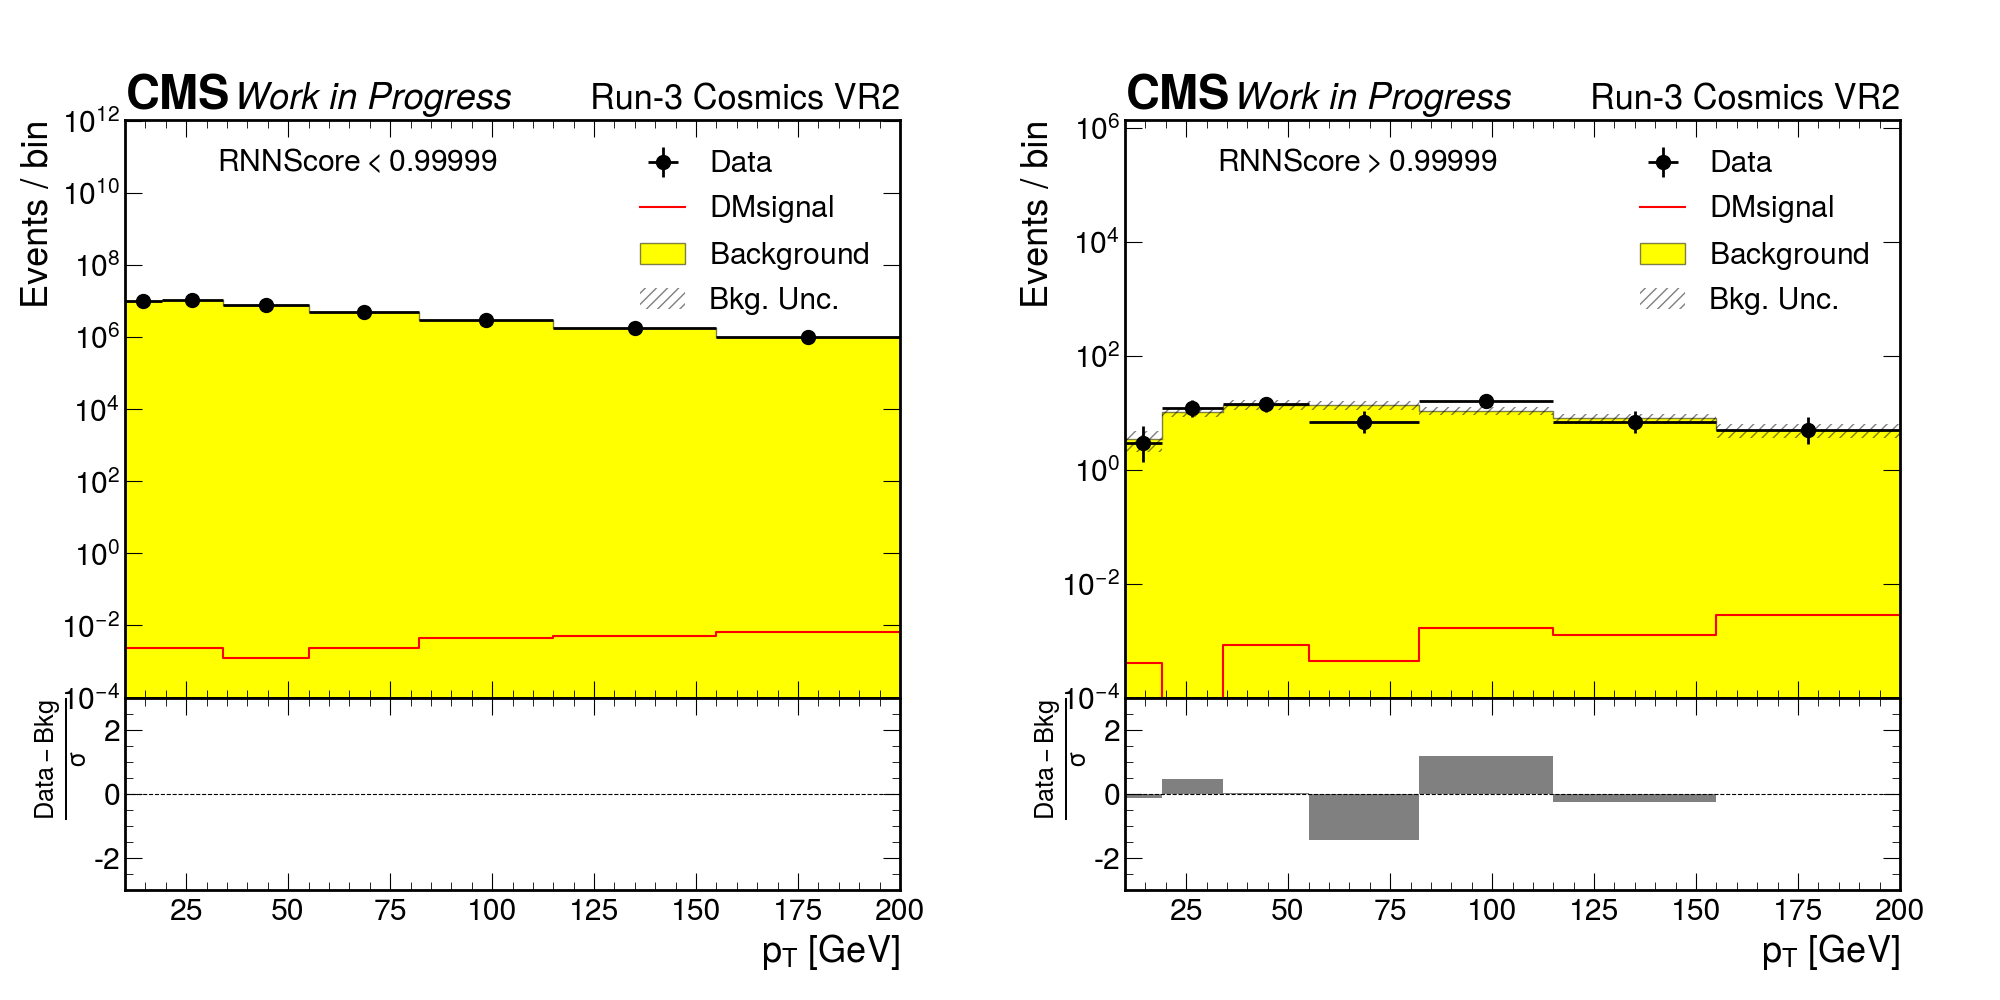 CMS Work in Progress Run-3 Cosmics VR2
RNNScore < 0.99999
Data
DMsignal
Background
Bkg. Unc.
Events / bin
10^12
10^10
10^8
10^6
10^4
10^2
10^0
10^−2
10^−4
Data − Bkg
σ
2
0
-2
25 50 75 100 125 150 175 200
p_T [GeV]
CMS Work in Progress Run-3 Cosmics VR2
RNNScore > 0.99999
Data
DMsignal
Background
Bkg. Unc.
Events / bin
10^6
10^4
10^2
10^0
10^−2
10^−4
Data − Bkg
σ
2
0
-2
25 50 75 100 125 150 175 200
p_T [GeV]